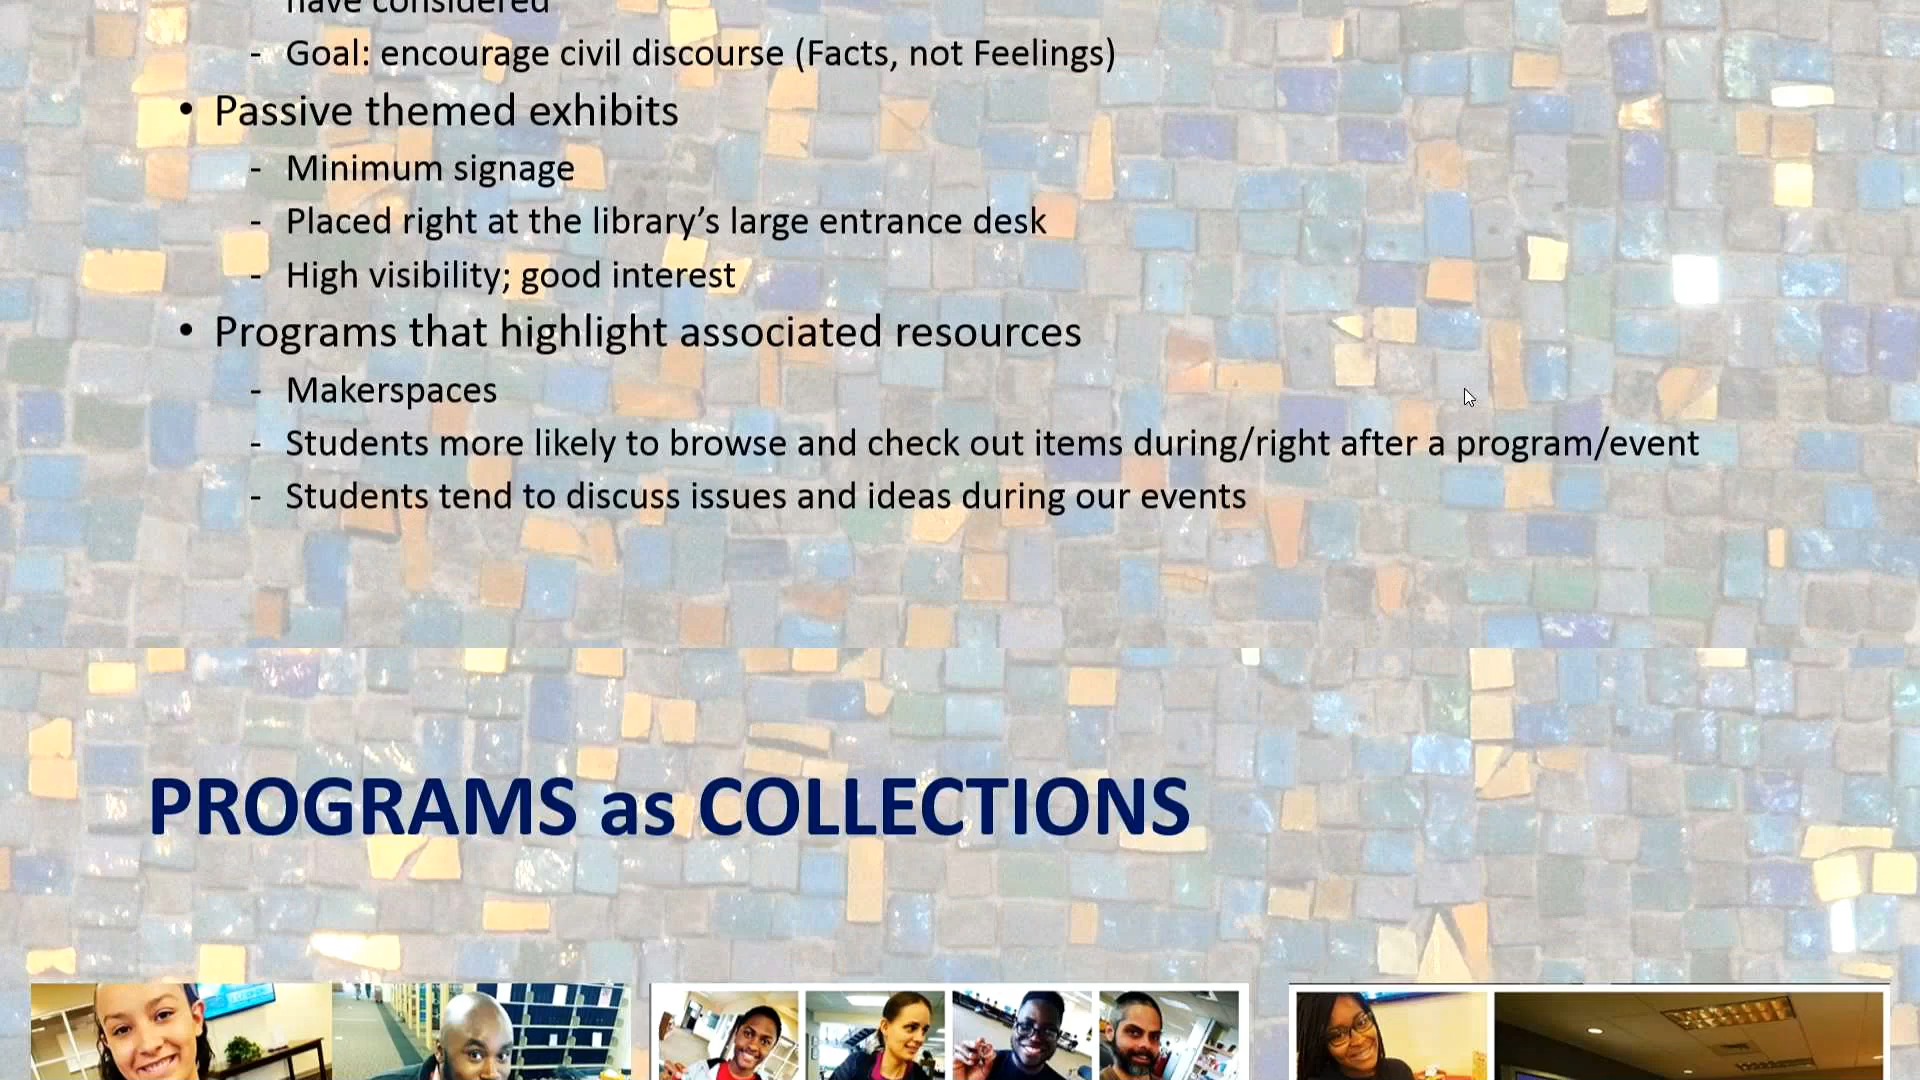 have considered
- Goal: encourage civil discourse (Facts, not Feelings)
• Passive themed exhibits
- Minimum signage
- Placed right at the library’s large entrance desk
- High visibility; good interest
• Programs that highlight associated resources
- Makerspaces
- Students more likely to browse and check out items during/right after a program/event
- Students tend to discuss issues and ideas during our events
PROGRAMS as COLLECTIONS